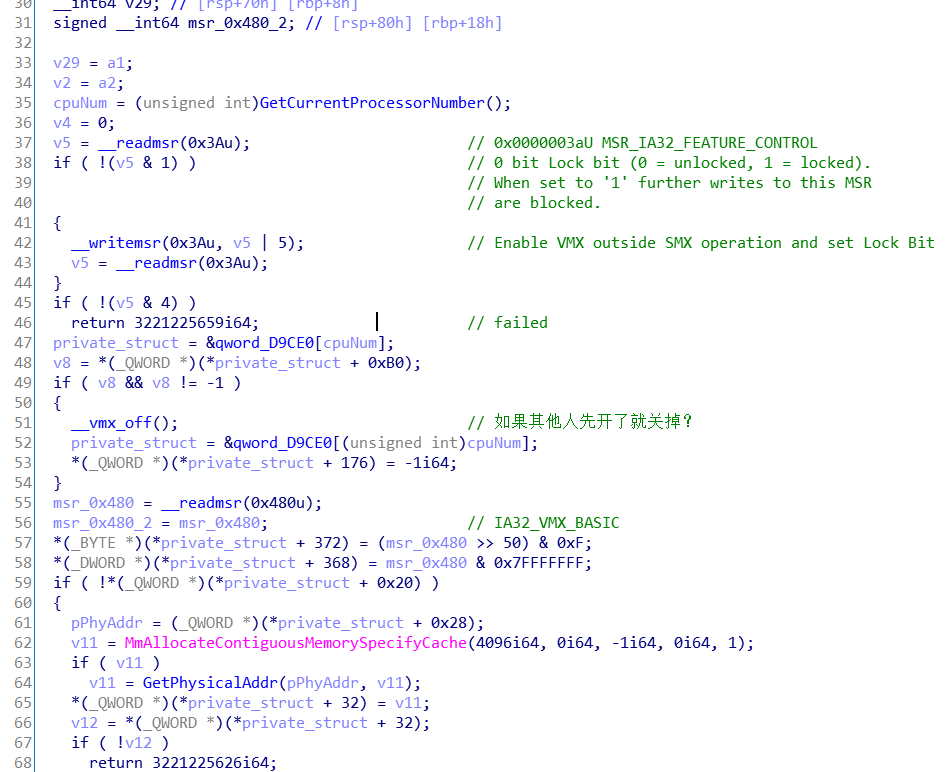 30 __int64 v29; // [rsp+70h] [rbp+8h]
31 signed __int64 msr_0x480_2; // [rsp+80h] [rbp+18h]
32
33 v29 = a1;
34 v2 = a2;
35 cpuNum = (unsigned int)GetCurrentProcessorNumber();
36 v4 = 0;
37 v5 = __readmsr(0x3Au); // 0x0000003aU MSR_IA32_FEATURE_CONTROL
38 if ( !(v5 & 1) ) // 0 bit Lock bit (0 = unlocked, 1 = locked).
39 // When set to '1' further writes to this MSR
40 // are blocked.
41 {
42 __writemsr(0x3Au, v5 | 5); // Enable VMX outside SMX operation and set Lock Bit
43 v5 = __readmsr(0x3Au);
44 }
45 if ( !(v5 & 4) )
46 return 3221225659i64; // failed
47 private_struct = &qword_D9CE0[cpuNum];
48 v8 = *(_QWORD *)(*private_struct + 0xB0);
49 if ( v8 && v8 != -1 )
50 {
51 __vmx_off(); // 如果其他人先开了就关掉？
52 private_struct = &qword_D9CE0[(unsigned int)cpuNum];
53 *(_QWORD *)(*private_struct + 176) = -1i64;
54 }
55 msr_0x480 = __readmsr(0x480u);
56 msr_0x480_2 = msr_0x480; // IA32_VMX_BASIC
57 *(_BYTE *)(*private_struct + 372) = (msr_0x480 >> 50) & 0xF;
58 *(_DWORD *)(*private_struct + 368) = msr_0x480 & 0x7FFFFFFF;
59 if ( !*(_QWORD *)(*private_struct + 0x20) )
60 {
61 pPhyAddr = (_QWORD *)(*private_struct + 0x28);
62 v11 = MmAllocateContiguousMemorySpecifyCache(4096i64, 0i64, -1i64, 0i64, 1);
63 if ( v11 )
64 v11 = GetPhysicalAddr(pPhyAddr, v11);
65 *(_QWORD *)(*private_struct + 32) = v11;
66 v12 = *(_QWORD *)(*private_struct + 32);
67 if ( !v12 )
68 return 3221225626i64;